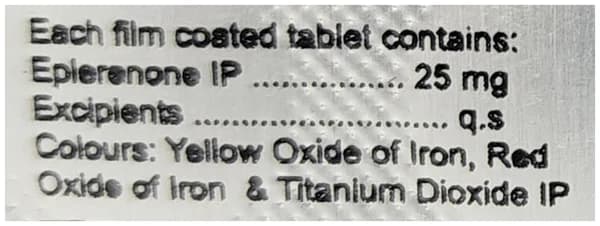 Each film coated tablet contains:
Eplerenone IP ................ 25 mg
Excipients ........................... q.s
Colours: Yellow Oxide of Iron, Red
Oxide of Iron & Titanium Dioxide IP